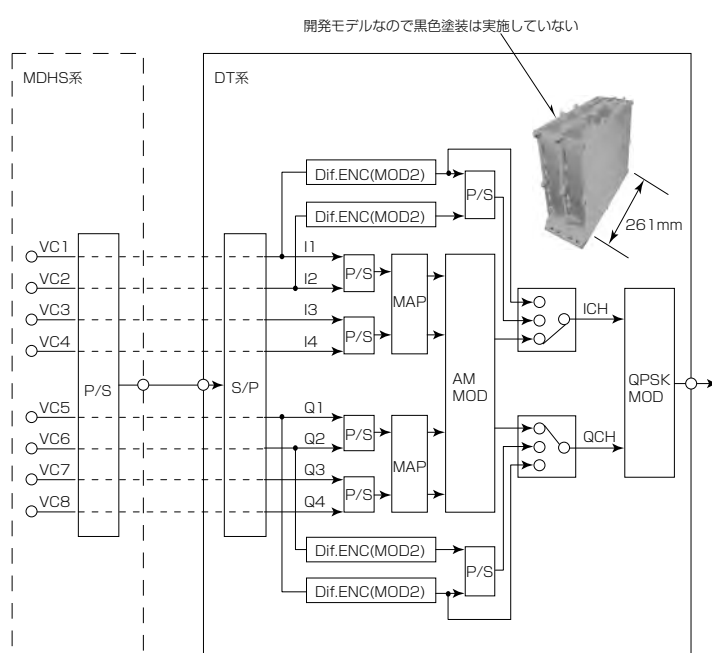 開発モデルなので黒色塗装は実施していない
MDHS系
DT系
Dif.ENC(MOD2)
P/S
Dif.ENC(MOD2)
261mm
VC1
I1
VC2
I2
P/S
MAP
VC3
I3
ICH
VC4
I4
P/S
P/S
S/P
AM
MOD
QPSK
MOD
VC5
Q1
VC6
Q2
P/S
QCH
VC7
Q3
MAP
VC8
Q4
P/S
Dif.ENC(MOD2)
P/S
Dif.ENC(MOD2)